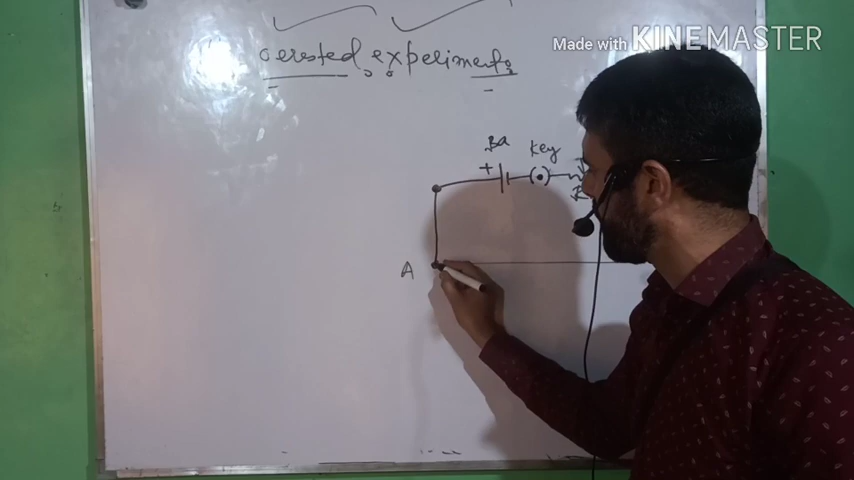 Made with KINEMASTER
oersted, experiments
Ba Key
+
R
A